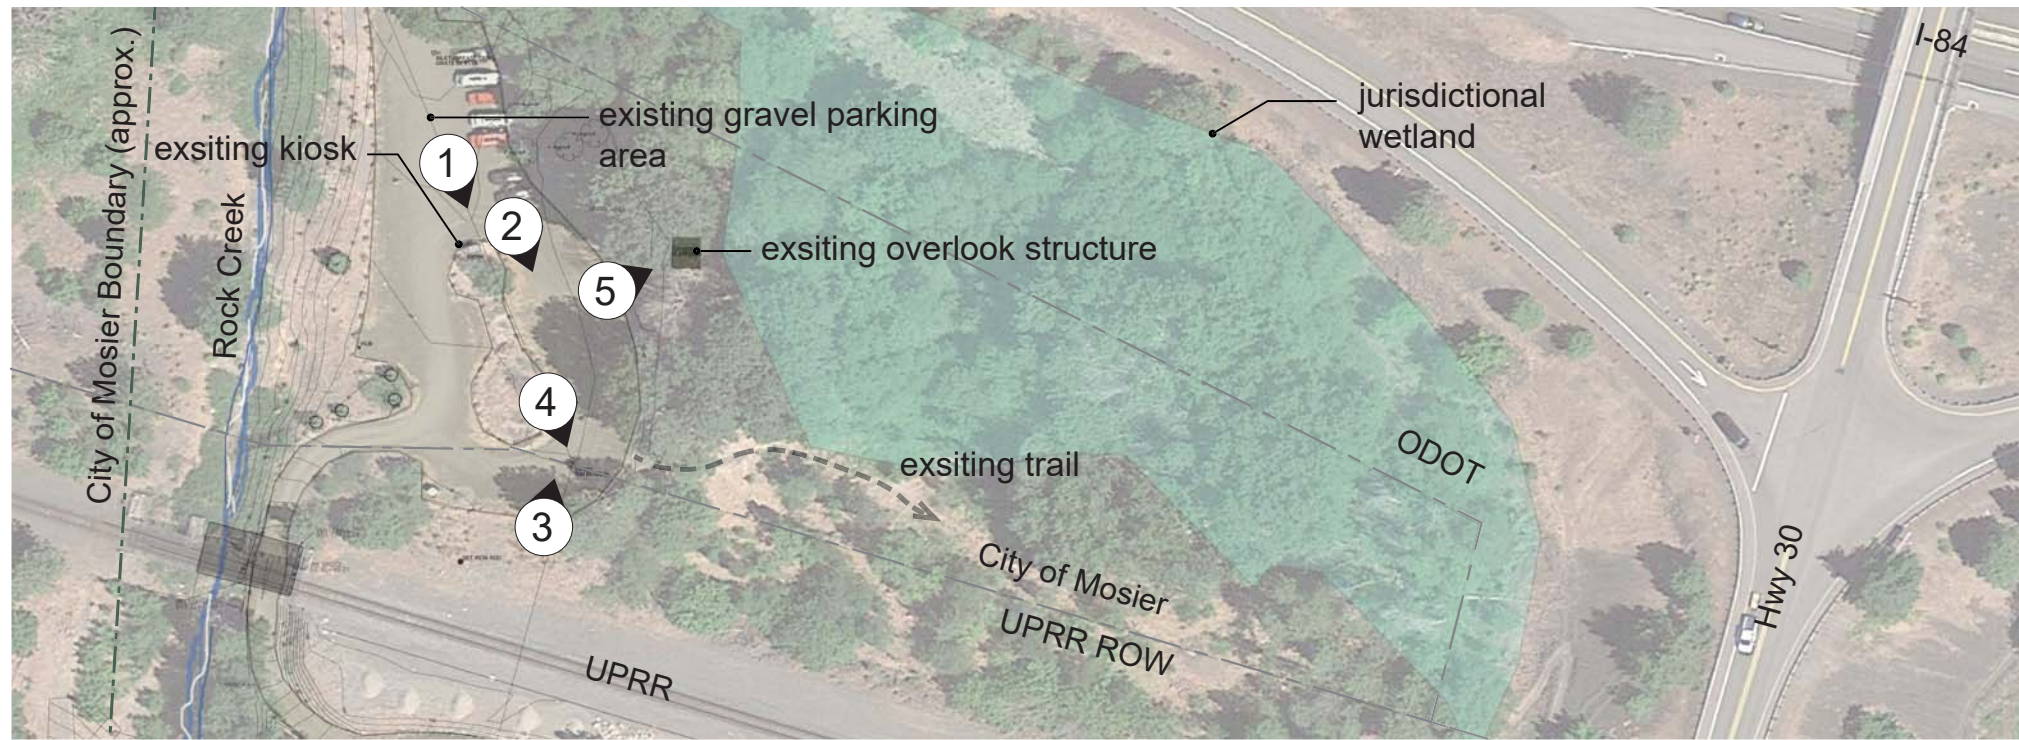 I-84
jurisdictional
wetland
existing gravel parking
area
exsiting kiosk
1
2
exsiting overlook structure
5
City of Mosier Boundary (approx.)
Rock Creek
4
exsiting trail
ODOT
3
City of Mosier
UPRR ROW
UPRR
Hwy 30